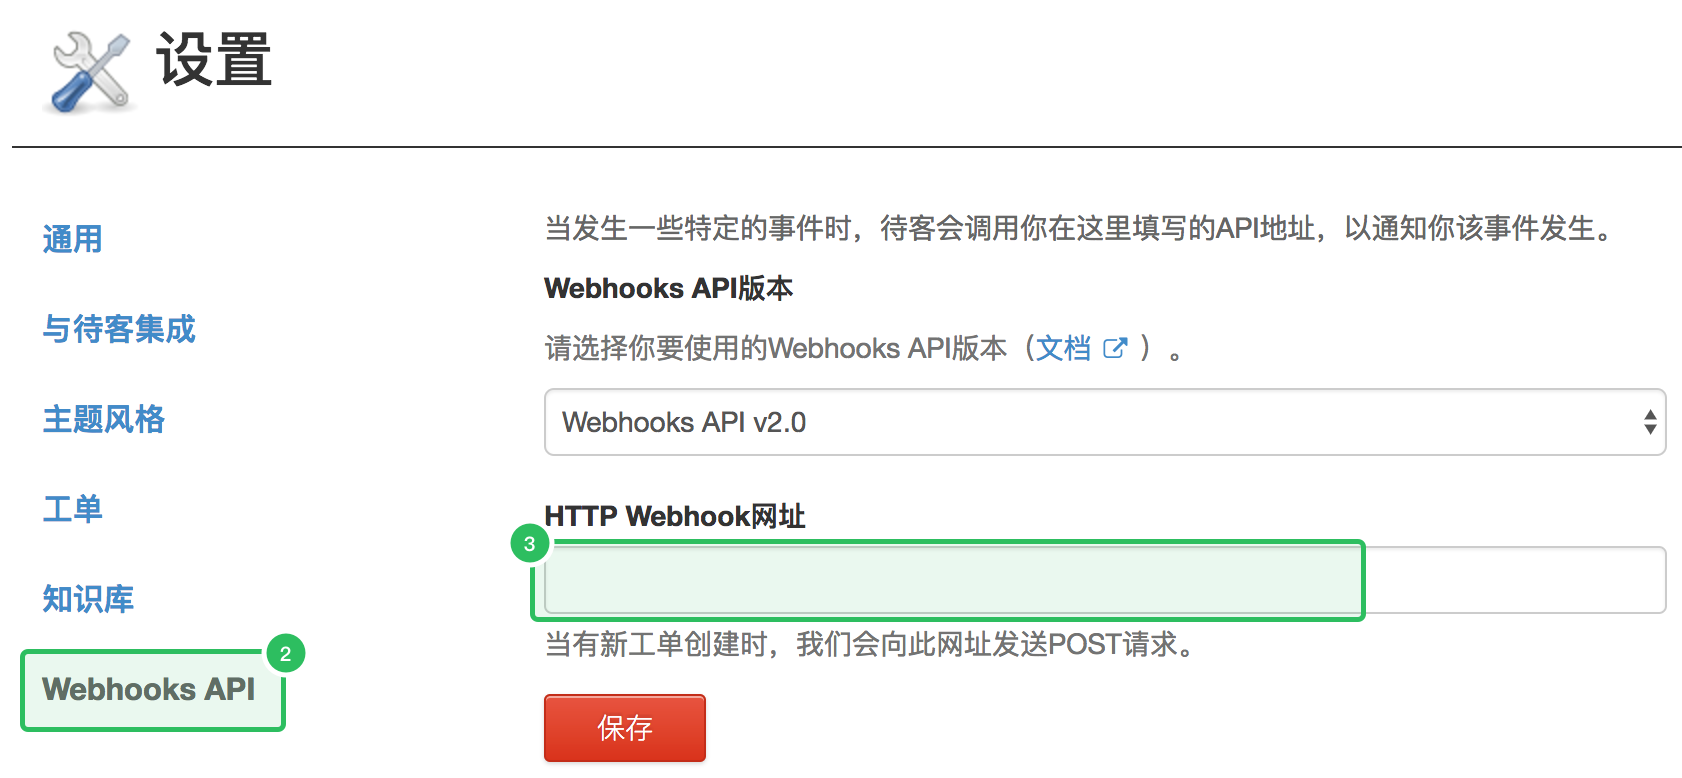 设置
通用
与待客集成
主题风格
工单
知识库
2
Webhooks API
当发生一些特定的事件时，待客会调用你在这里填写的API地址，以通知你该事件发生。
Webhooks API版本
请选择你要使用的Webhooks API版本（文档）。
Webhooks API v2.0
HTTP Webhook网址
3
当有新工单创建时，我们会向此网址发送POST请求。
保存